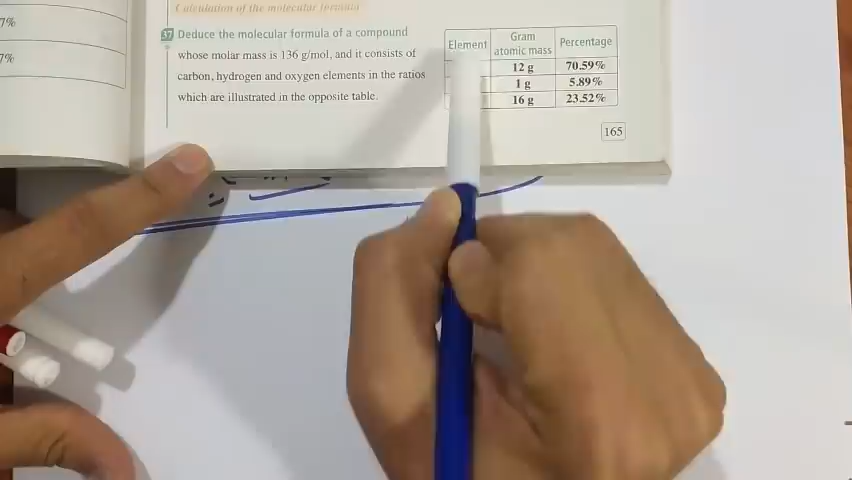 7%
7%
Calculation of the molecular formula
37 Deduce the molecular formula of a compound
whose molar mass is 136 g/mol, and it consists of
carbon, hydrogen and oxygen elements in the ratios
which are illustrated in the opposite table.
Element Gram atomic mass Percentage
12 g 70.59%
1 g 5.89%
16 g 23.52%
165